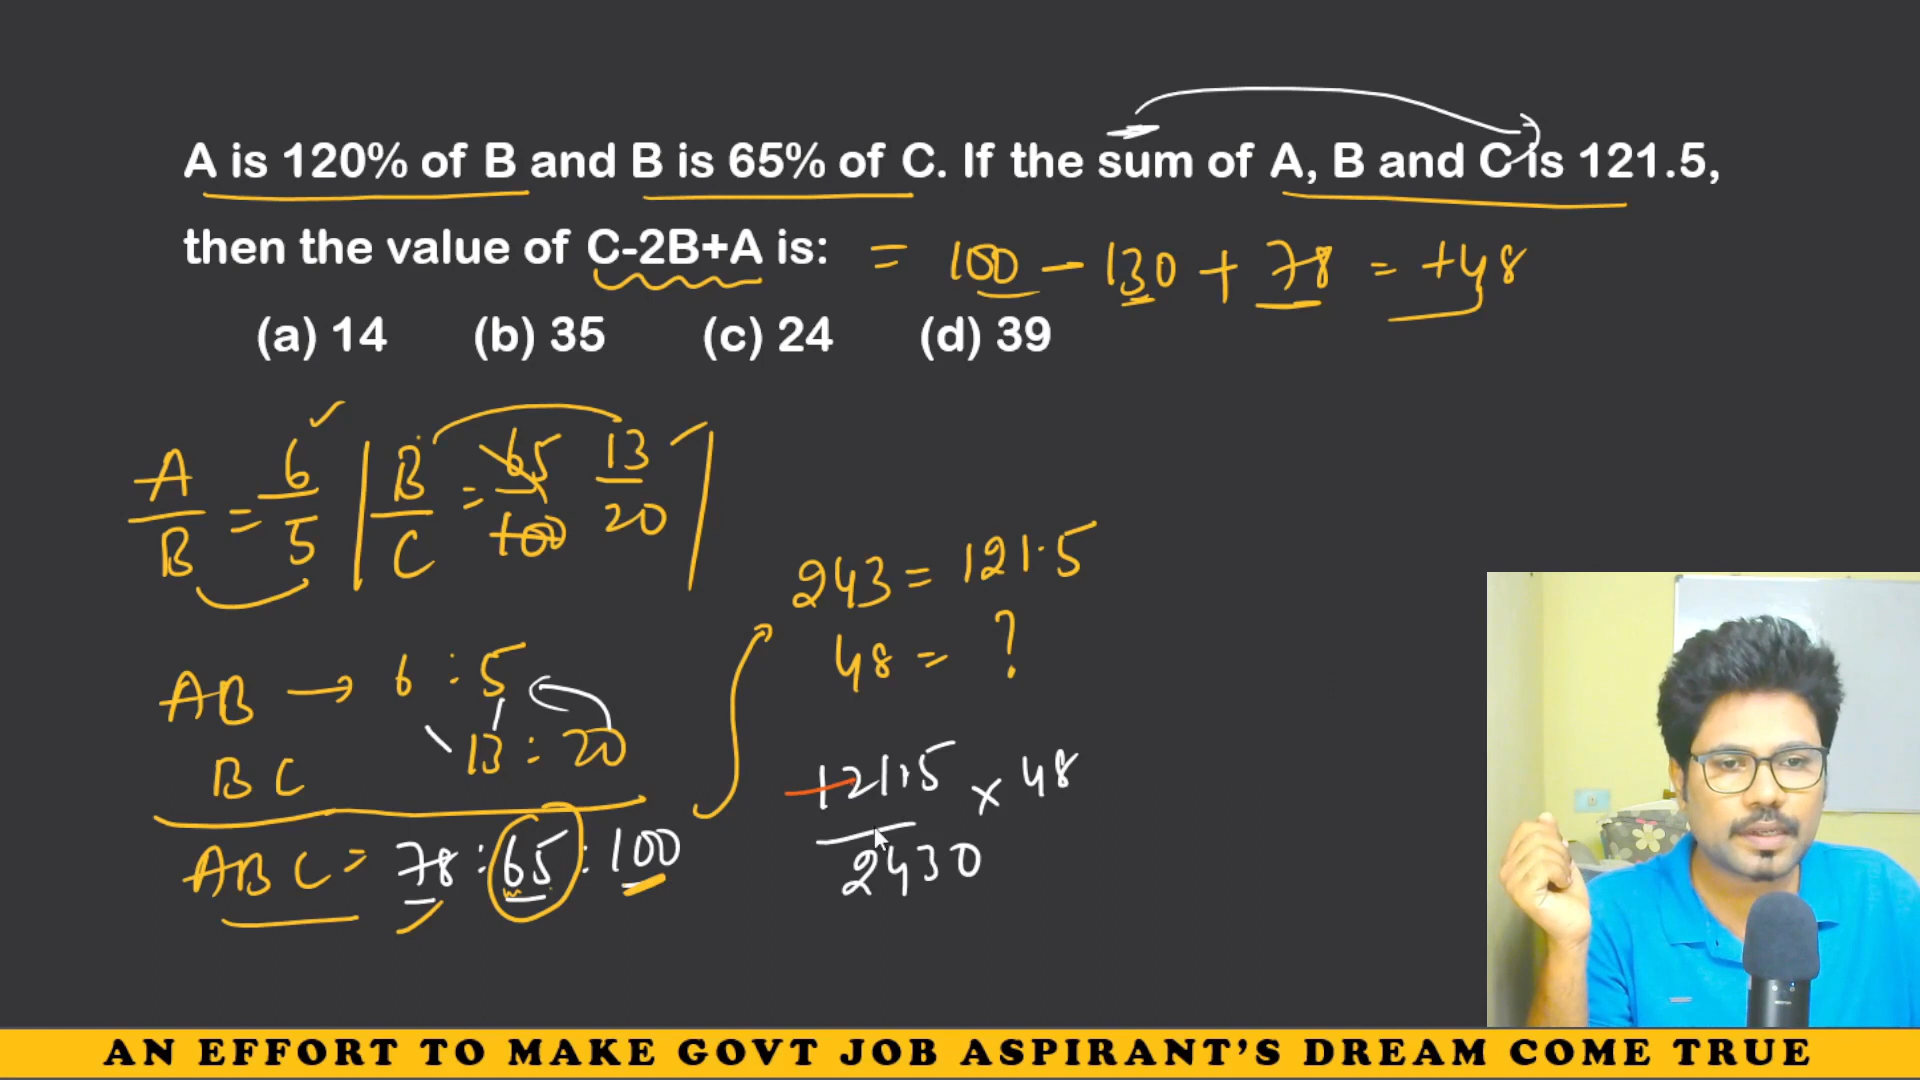 A is 120% of B and B is 65% of C. If the sum of A, B and C is 121.5,
then the value of C-2B+A is: = 100 - 130 + 78 = +48
(a) 14 (b) 35 (c) 24 (d) 39
A/B = 6/5 | B/C = 65/100 13/20
243 = 121.5
48 = ?
AB → 6 : 5
BC 13 : 20
121.5 × 48
2430
ABC = 78 : 65 : 100
AN EFFORT TO MAKE GOVT JOB ASPIRANT'S DREAM COME TRUE